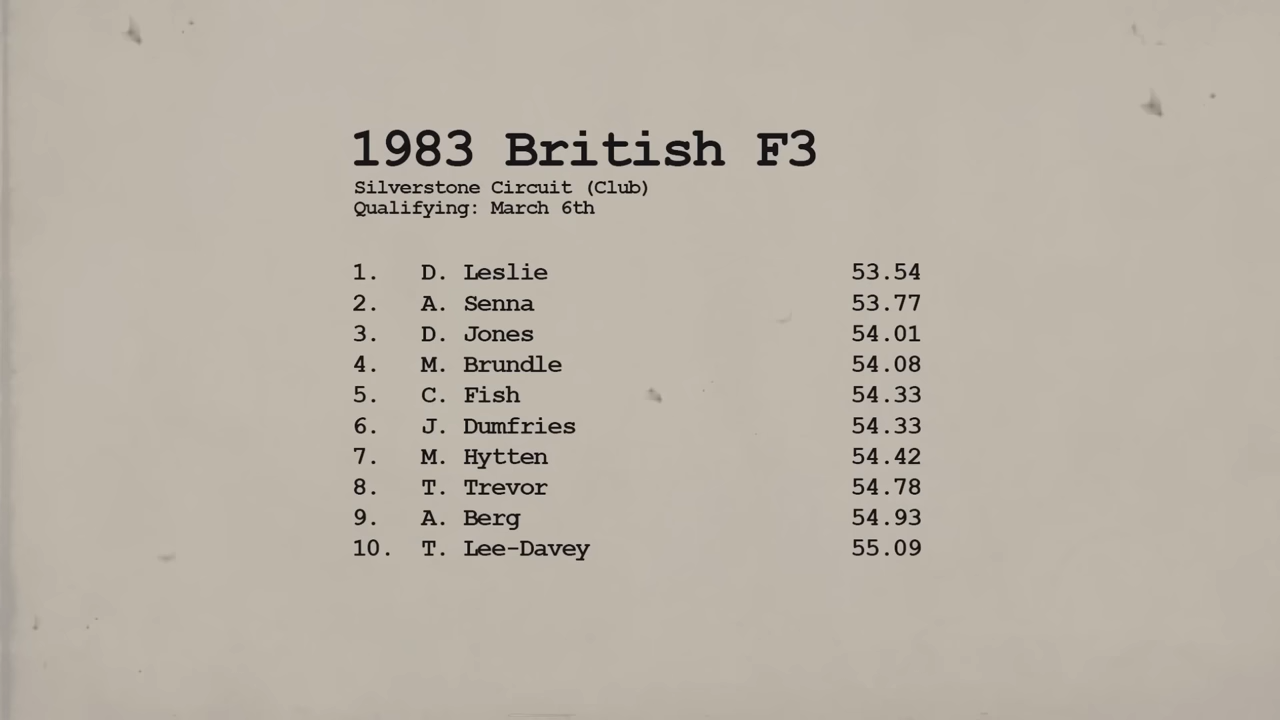 1983 British F3
Silverstone Circuit (Club)
Qualifying: March 6th
1. D. Leslie 53.54
2. A. Senna 53.77
3. D. Jones 54.01
4. M. Brundle 54.08
5. C. Fish 54.33
6. J. Dumfries 54.33
7. M. Hytten 54.42
8. T. Trevor 54.78
9. A. Berg 54.93
10. T. Lee-Davey 55.09